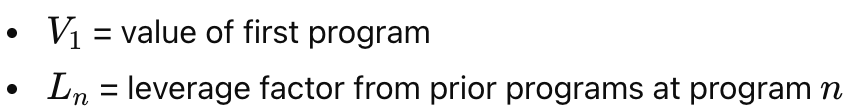 • V₁ = value of first program
• Lₙ = leverage factor from prior programs at program n